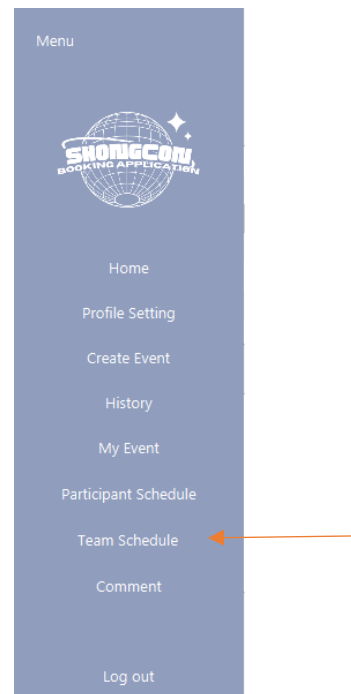 Menu
SHONGCON
BOOKING APPLICATION
Home
Profile Setting
Create Event
History
My Event
Participant Schedule
Team Schedule
Comment
Log out